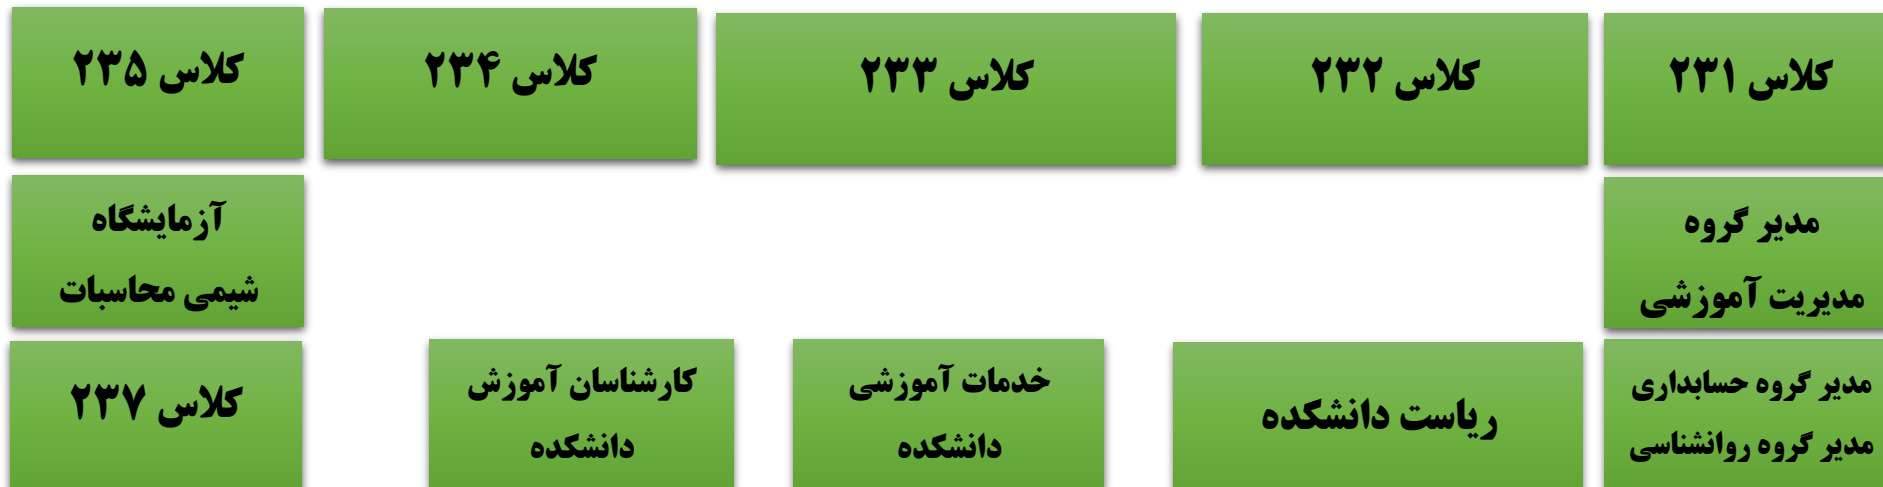 کلاس ۲۳۱
کلاس ۲۳۲
کلاس ۲۳۳
کلاس ۲۳۴
کلاس ۲۳۵
مدیر گروه
مدیریت آموزشی
آزمایشگاه
شیمی محاسبات
مدیر گروه حسابداری
مدیر گروه روانشناسی
ریاست دانشکده
خدمات آموزشی
دانشکده
کارشناسان آموزش
دانشکده
کلاس ۲۳۷